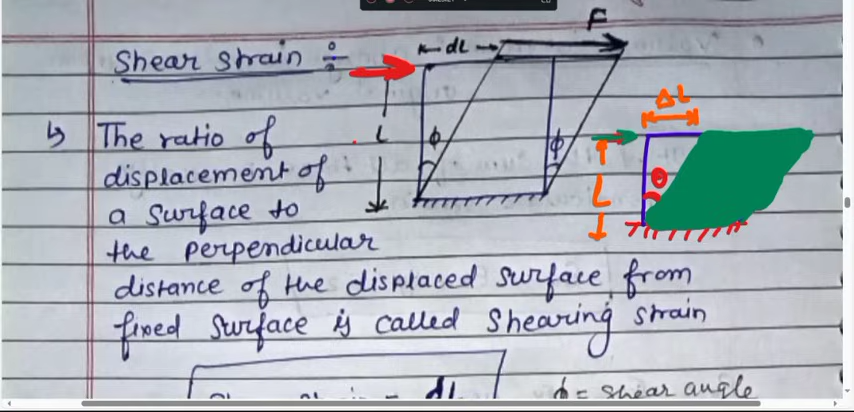 Shear strain ÷
dL
F
L
ϕ
ϕ
ΔL
L
θ
↳ The ratio of
displacement of
a surface to
the perpendicular
distance of the displaced surface from
fixed surface is called Shearing strain
dL
ϕ = shear angle